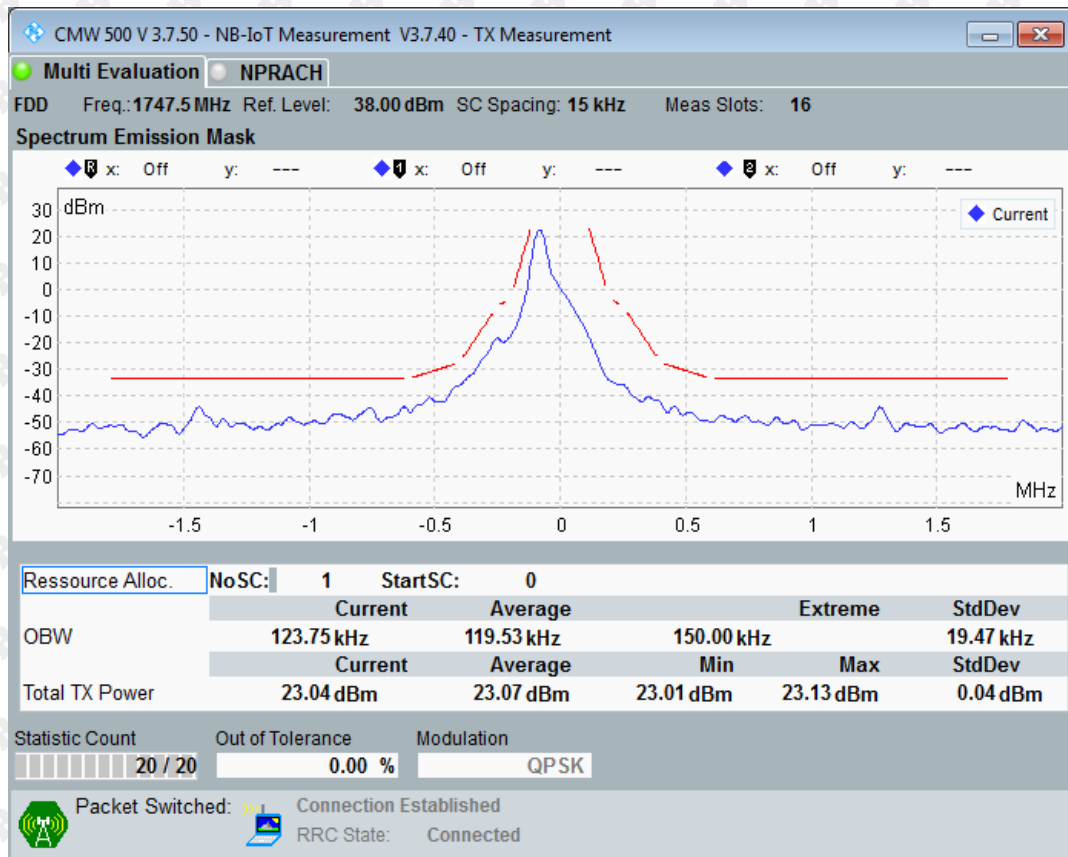 CMW 500 V 3.7.50 - NB-IoT Measurement V3.7.40 - TX Measurement
Multi Evaluation NPRACH
FDD Freq.: 1747.5 MHz Ref. Level: 38.00 dBm SC Spacing: 15 kHz Meas Slots: 16
Spectrum Emission Mask
R x: Off y: --- 1 x: Off y: --- 2 x: Off y: ---
dBm
Current
30
20
10
0
-10
-20
-30
-40
-50
-60
-70
MHz
-1.5 -1 -0.5 0 0.5 1 1.5
Ressource Alloc. NoSC: 1 StartSC: 0
Current Average Extreme StdDev
OBW 123.75 kHz 119.53 kHz 150.00 kHz 19.47 kHz
Current Average Min Max StdDev
Total TX Power 23.04 dBm 23.07 dBm 23.01 dBm 23.13 dBm 0.04 dBm
Statistic Count Out of Tolerance Modulation
20 / 20 0.00 % QPSK
Packet Switched: Connection Established
RRC State: Connected